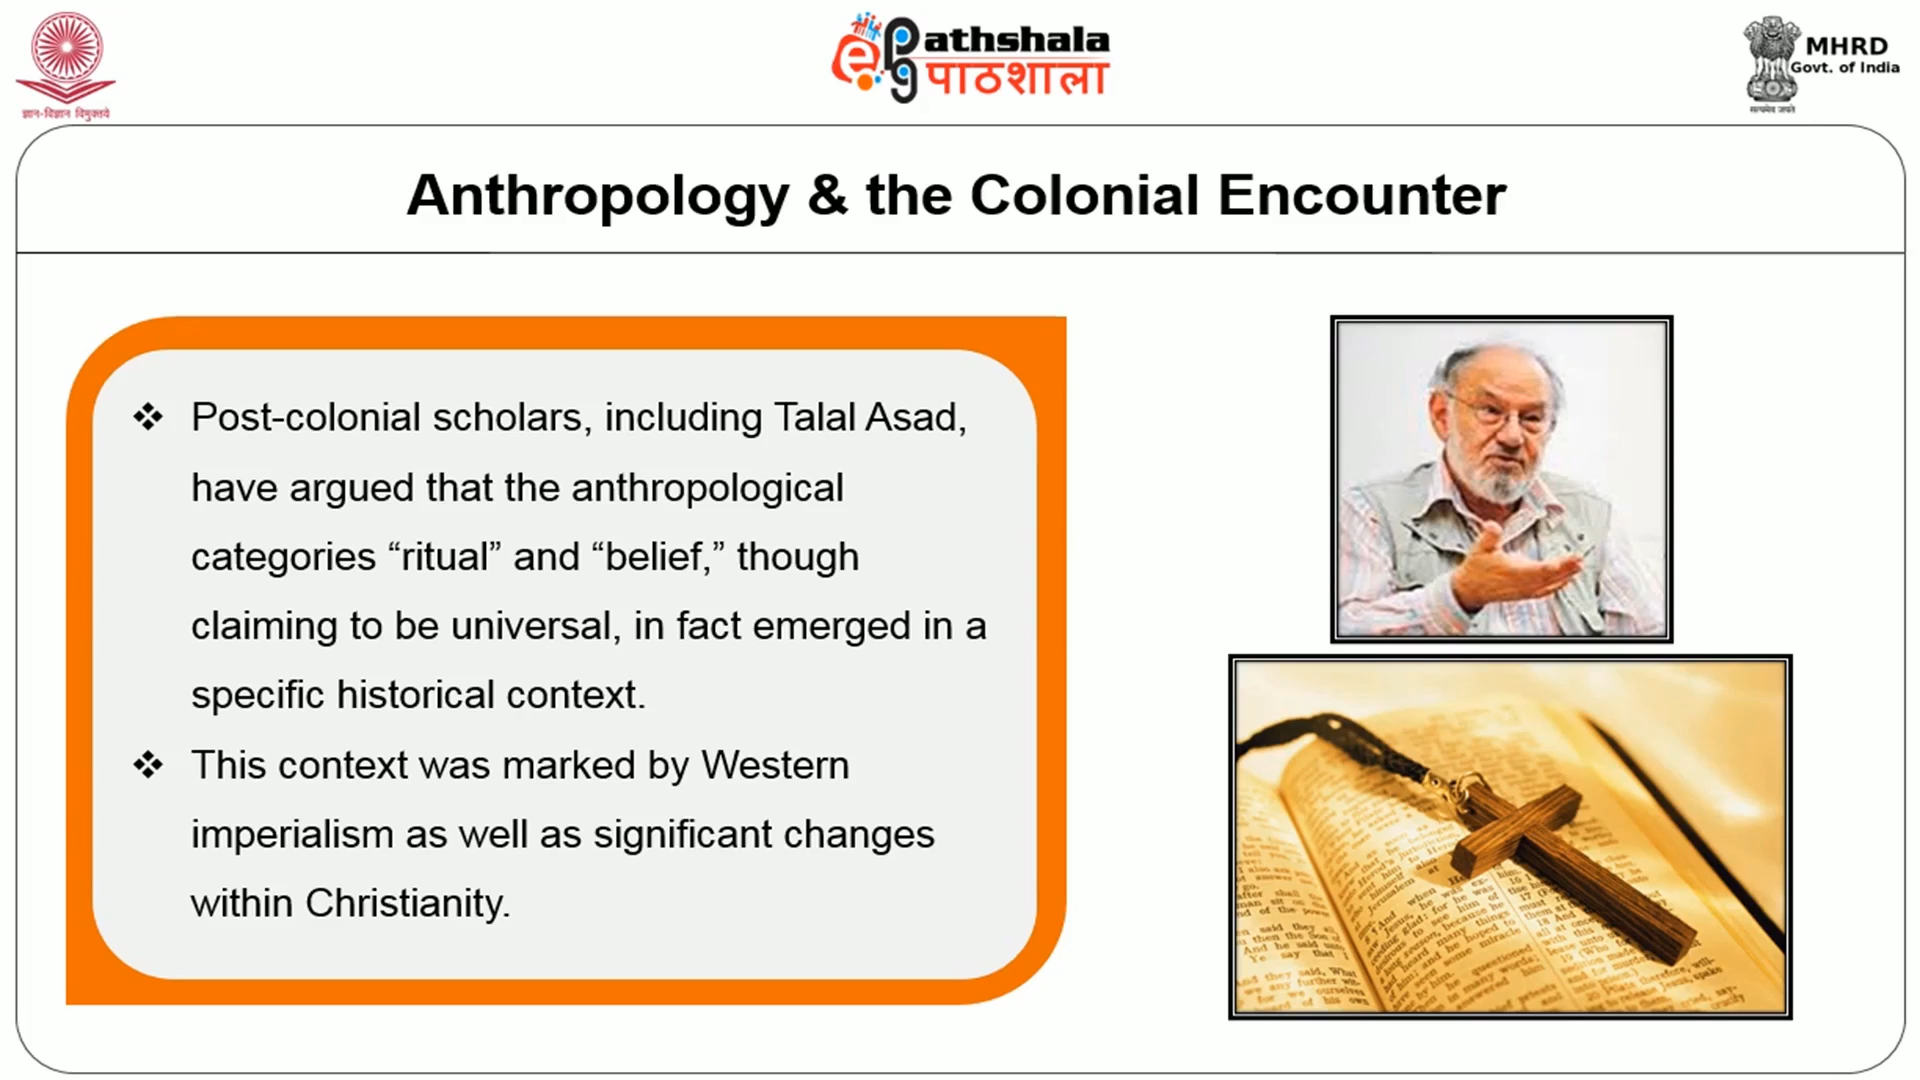 ज्ञान-विज्ञान विमुक्तये
ePG Pathshala
पाठशाला
MHRD
Govt. of India
सत्यमेव जयते
Anthropology & the Colonial Encounter
❖ Post-colonial scholars, including Talal Asad,
have argued that the anthropological
categories “ritual” and “belief,” though
claiming to be universal, in fact emerged in a
specific historical context.
❖ This context was marked by Western
imperialism as well as significant changes
within Christianity.